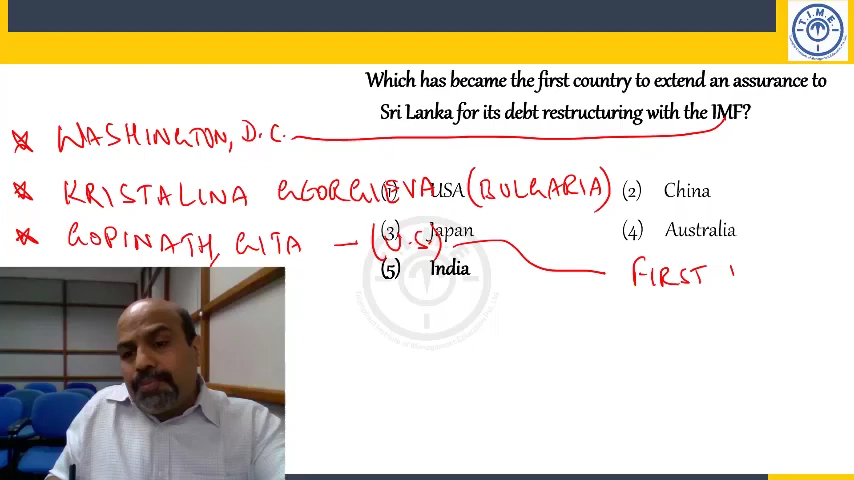 T.I.M.E.
Which has became the first country to extend an assurance to
Sri Lanka for its debt restructuring with the IMF?
WASHINGTON, D.C.
KRISTALINA GEORGIEVA (BULGARIA)
(1) USA (2) China
GOPINATH, GITA - (U.S)
(3) Japan (4) Australia
(5) India
FIRST